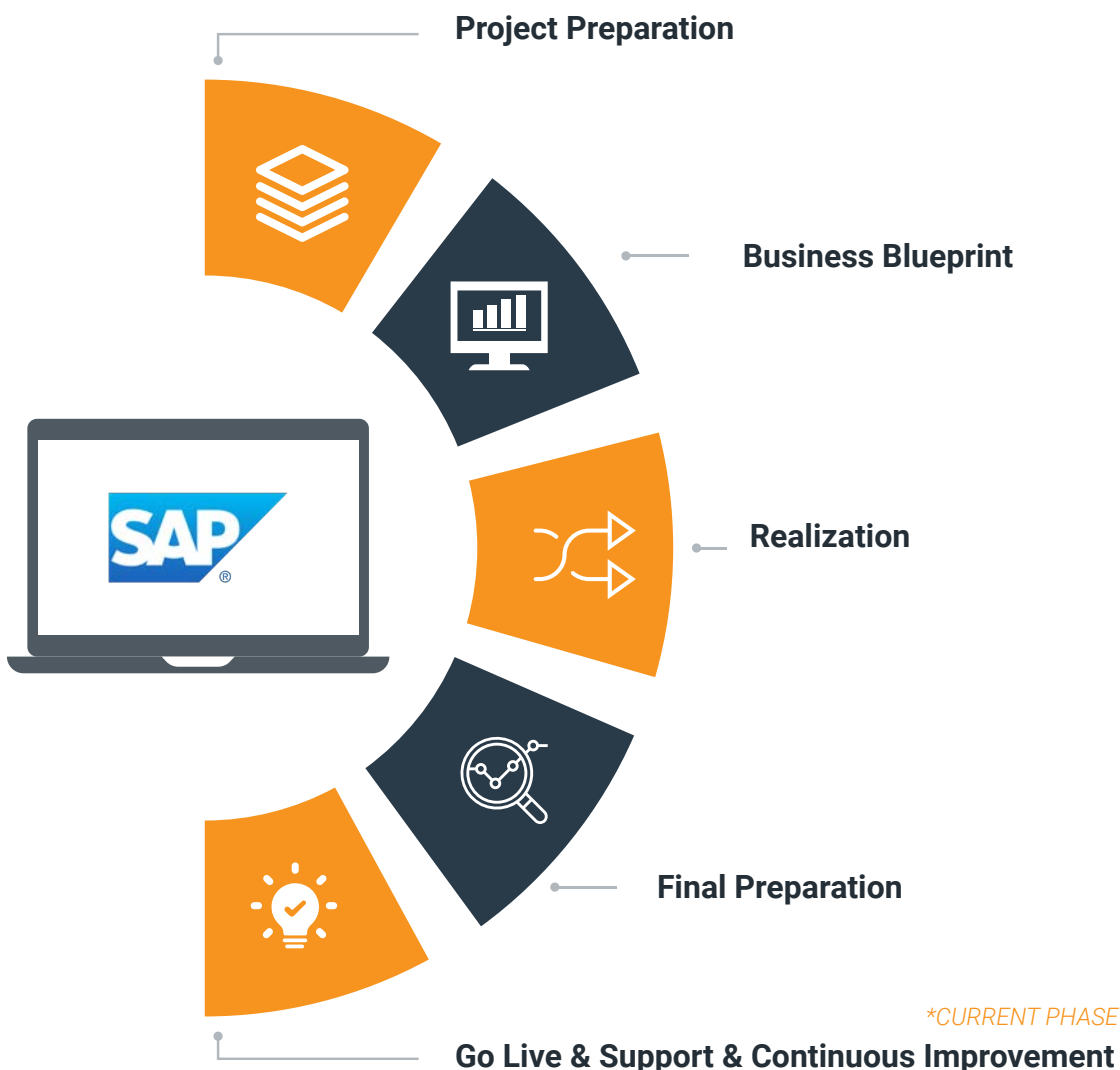 Project Preparation
Business Blueprint
SAP
®
Realization
Final Preparation
*CURRENT PHASE
Go Live & Support & Continuous Improvement